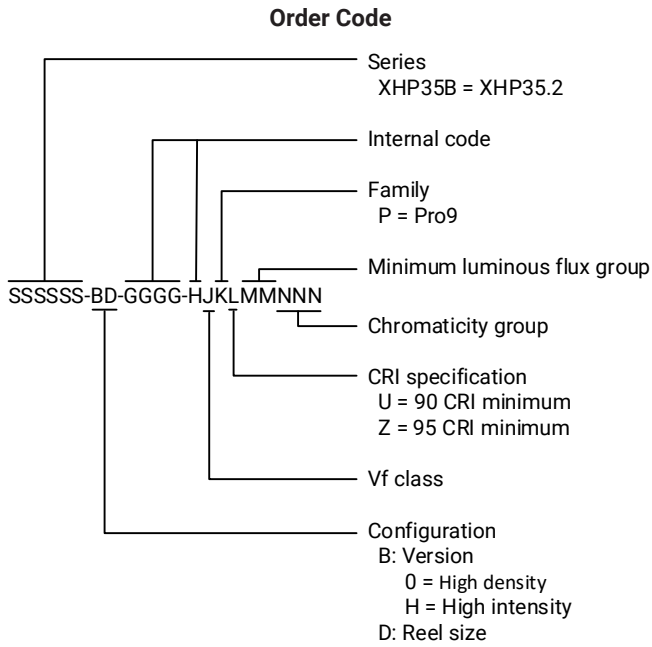 Order Code
Series
XHP35B = XHP35.2
Internal code
Family
P = Pro9
Minimum luminous flux group
SSSSSS-BD-GGGG-HJKLMMNNN
Chromaticity group
CRI specification
U = 90 CRI minimum
Z = 95 CRI minimum
Vf class
Configuration
B: Version
0 = High density
H = High intensity
D: Reel size